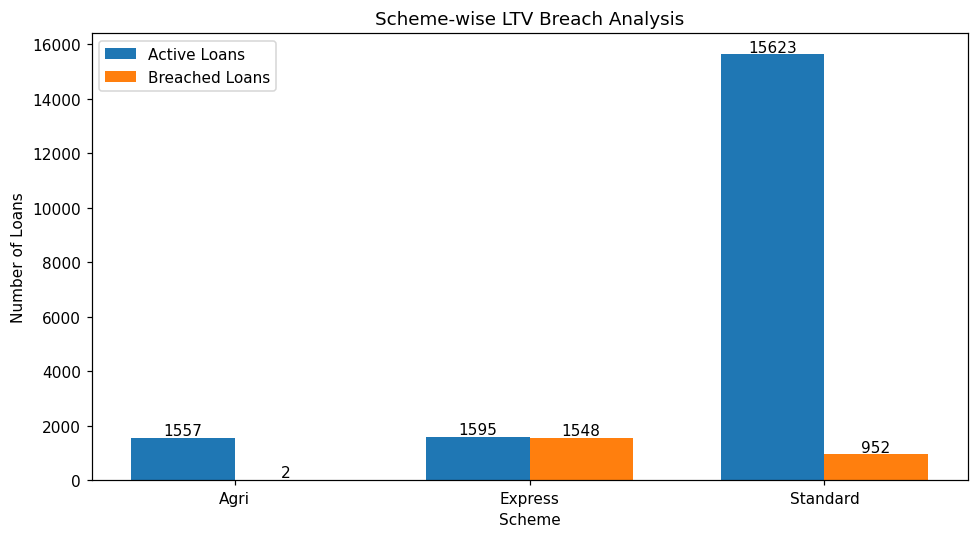 Scheme-wise LTV Breach Analysis
Active Loans
Breached Loans
Number of Loans
16000
14000
12000
10000
8000
6000
4000
2000
0
1557
2
1595
1548
15623
952
Agri
Express
Standard
Scheme